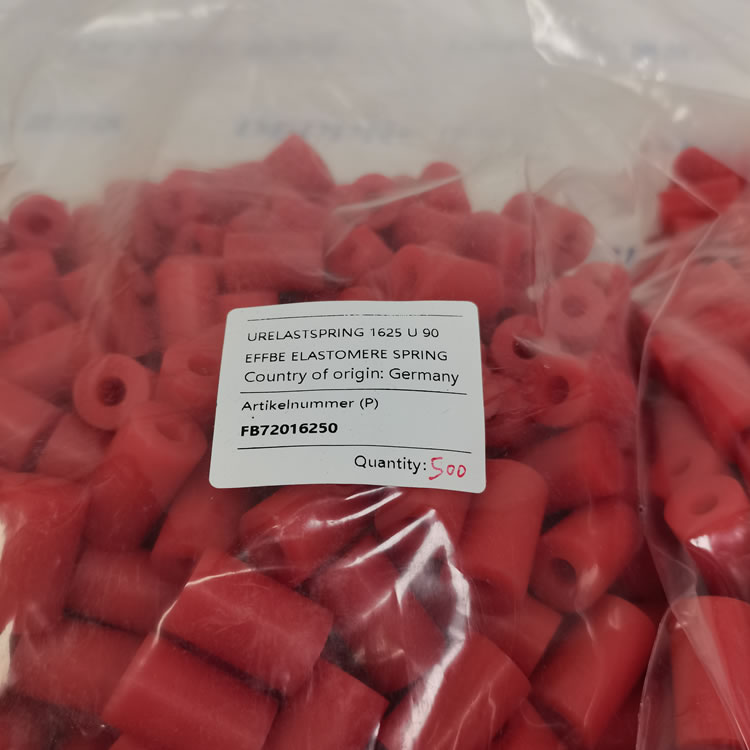 URELASTSPRING 1625 U 90
EFFBE ELASTOMERE SPRING
Country of origin: Germany
Artikelnummer (P)
FB72016250
Quantity: 500